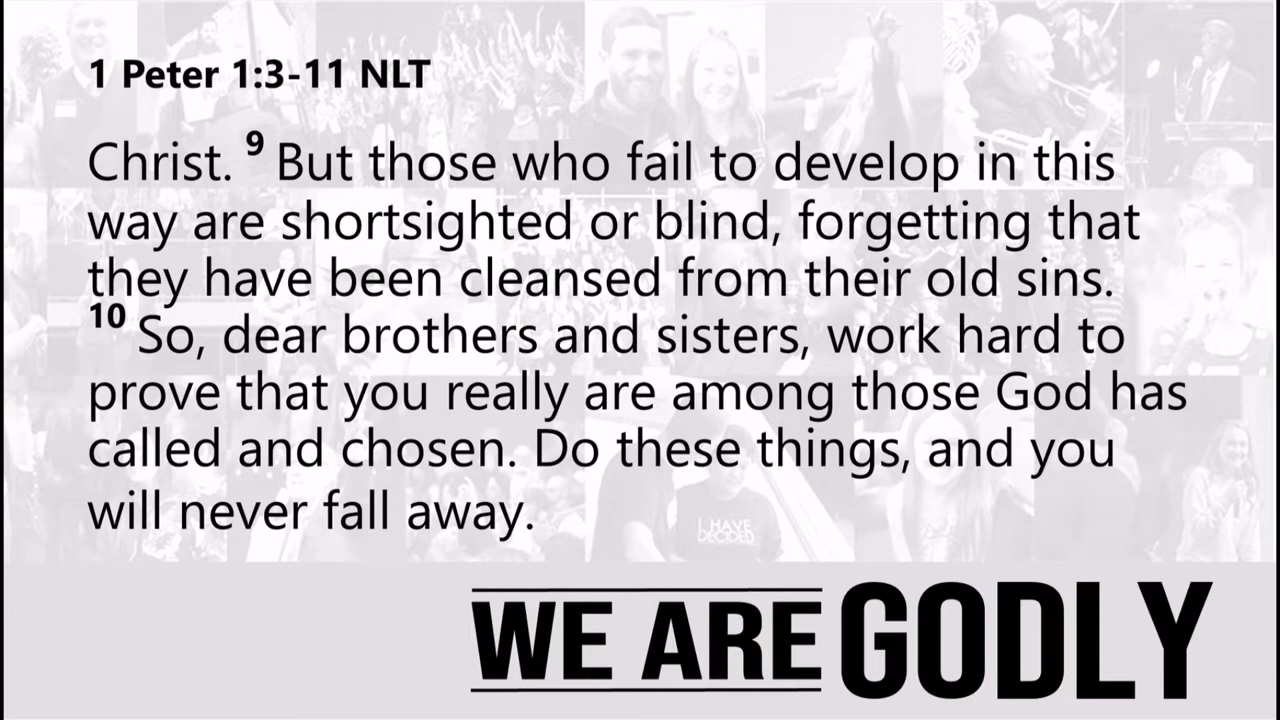 1 Peter 1:3-11 NLT
Christ. 9 But those who fail to develop in this
way are shortsighted or blind, forgetting that
they have been cleansed from their old sins.
10 So, dear brothers and sisters, work hard to
prove that you really are among those God has
called and chosen. Do these things, and you
will never fall away.
I HAVE
DECIDED
WE ARE GODLY